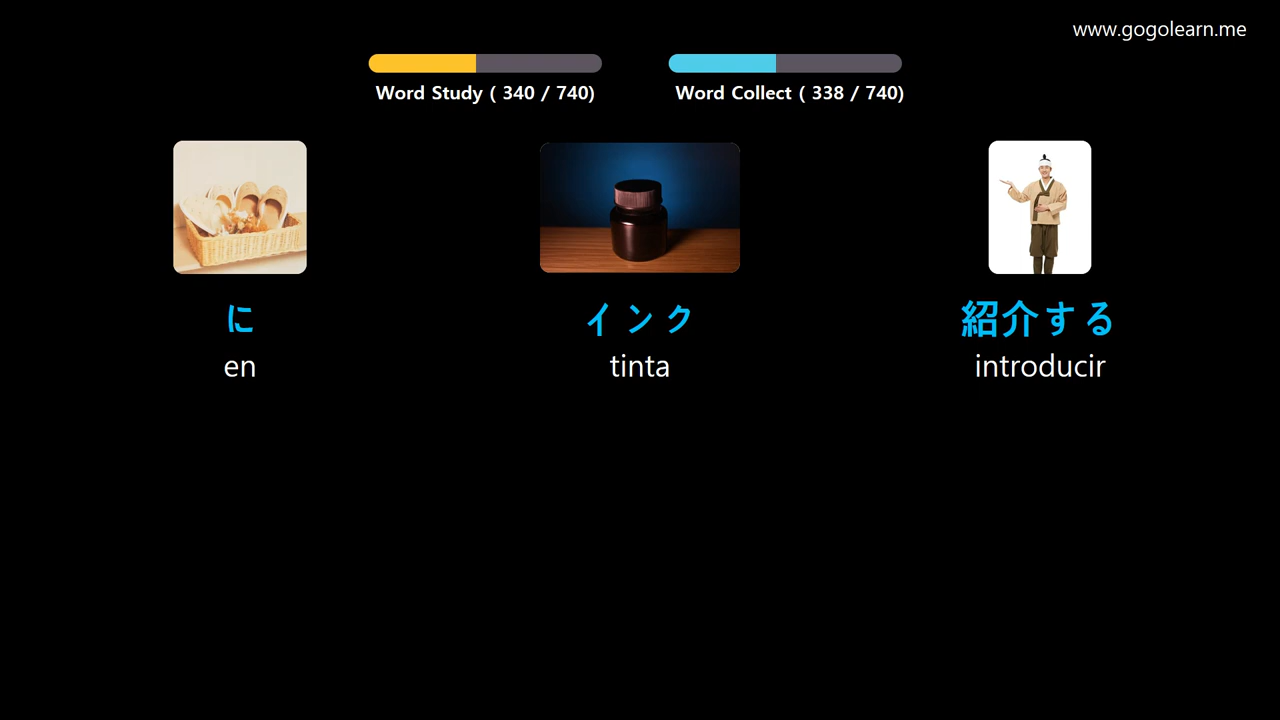 www.gogolearn.me
Word Study ( 340 / 740)
Word Collect ( 338 / 740)
に
en
インク
tinta
紹介する
introducir